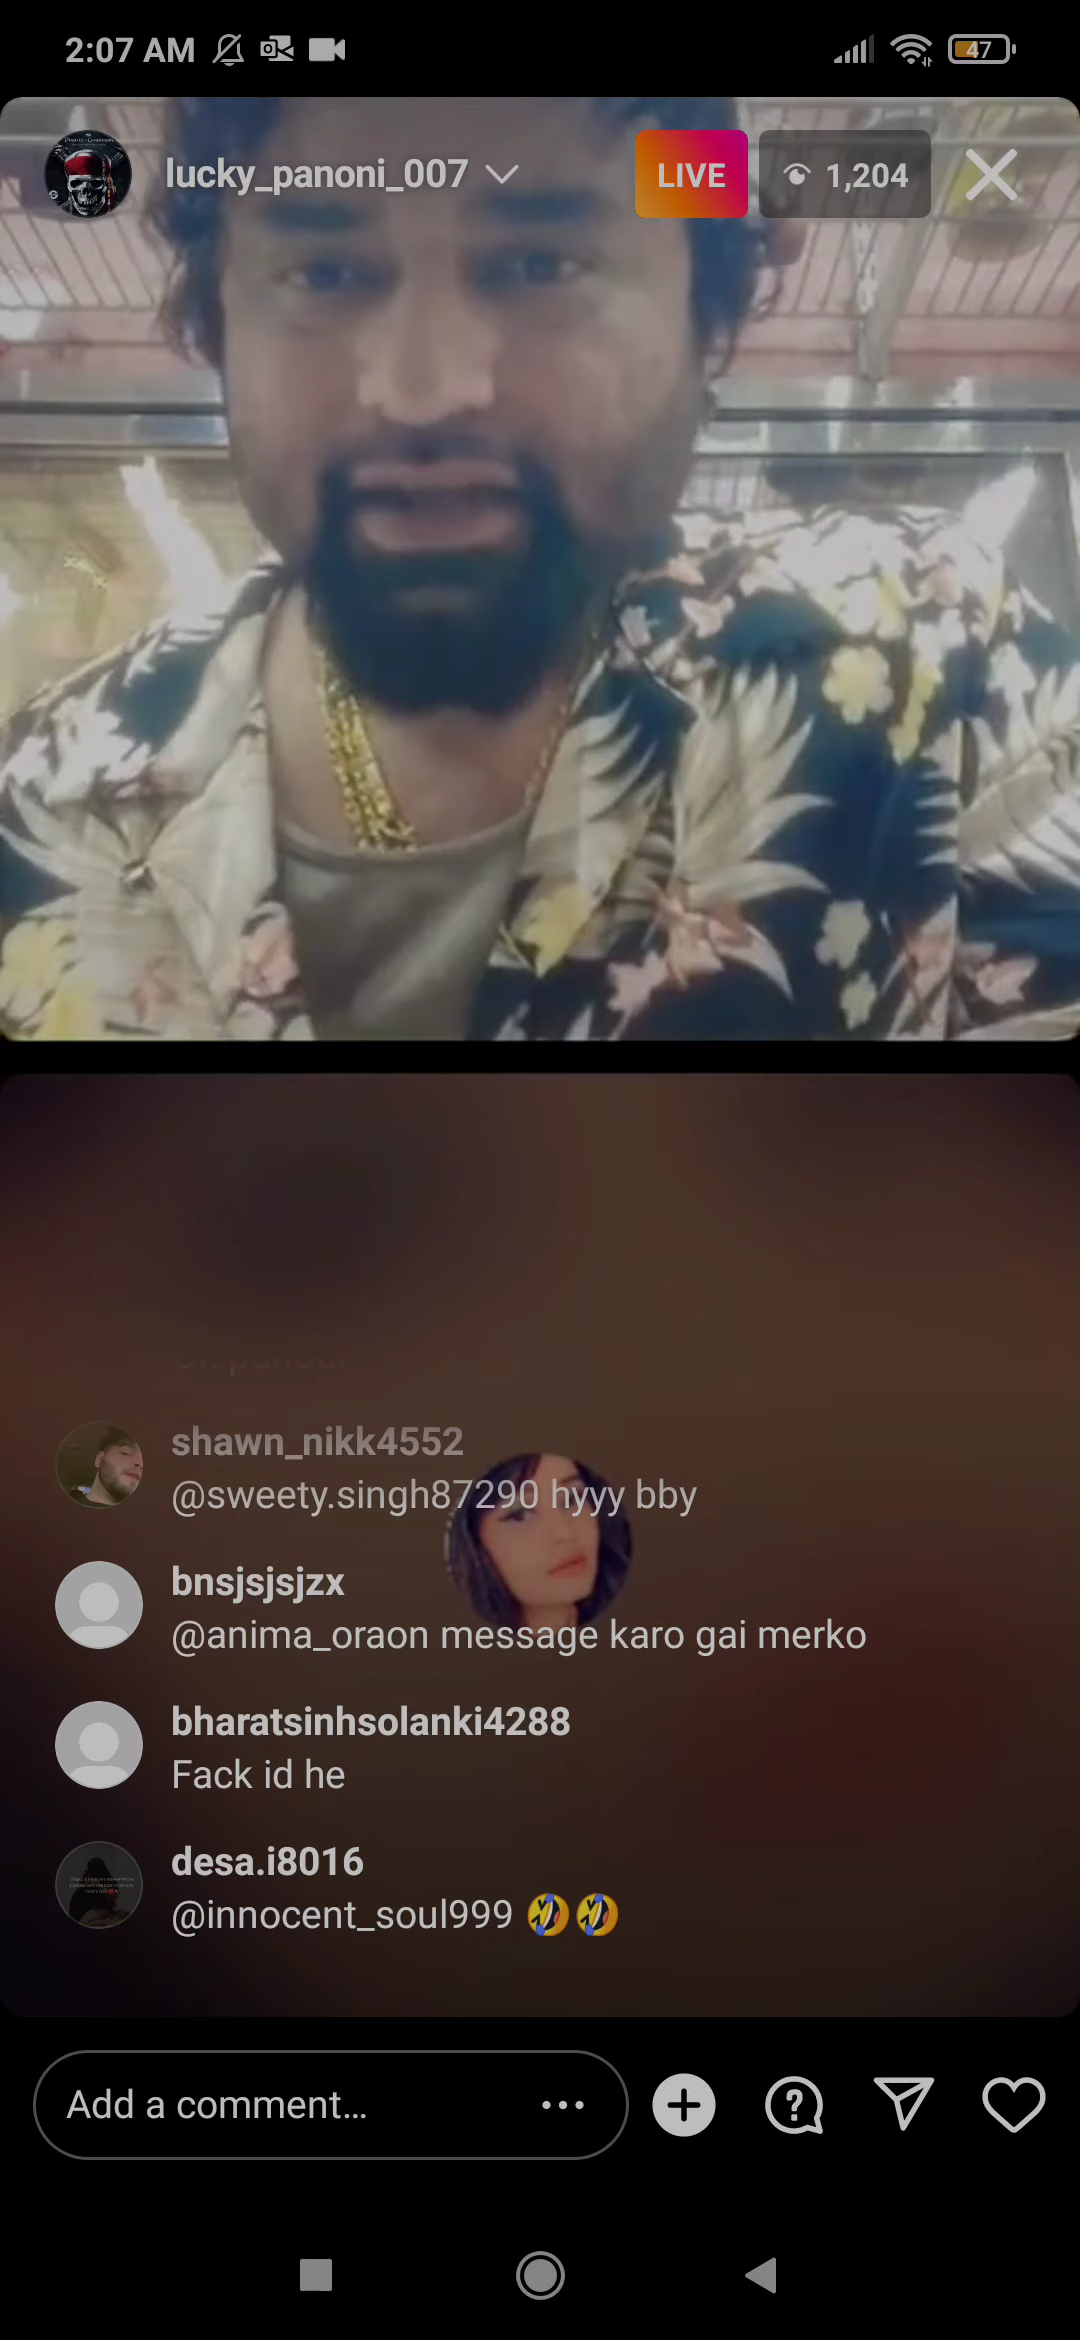 2:07 AM
47
lucky_panoni_007
LIVE
1,204
shawn_nikk4552
@sweety.singh87290 hyyy bby
bnsjsjsjzx
@anima_oraon message karo gai merko
bharatsinhsolanki4288
Fack id he
desa.i8016
@innocent_soul999 🤣🤣
Add a comment...